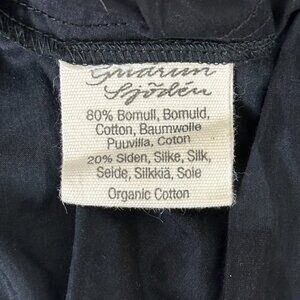 Gudrun
Sjödén
80% Bomull, Bomuld,
Cotton, Baumwolle
Puuvilla, Coton
20% Siden, Silke, Silk,
Seide, Silkkiä, Soie
Organic Cotton